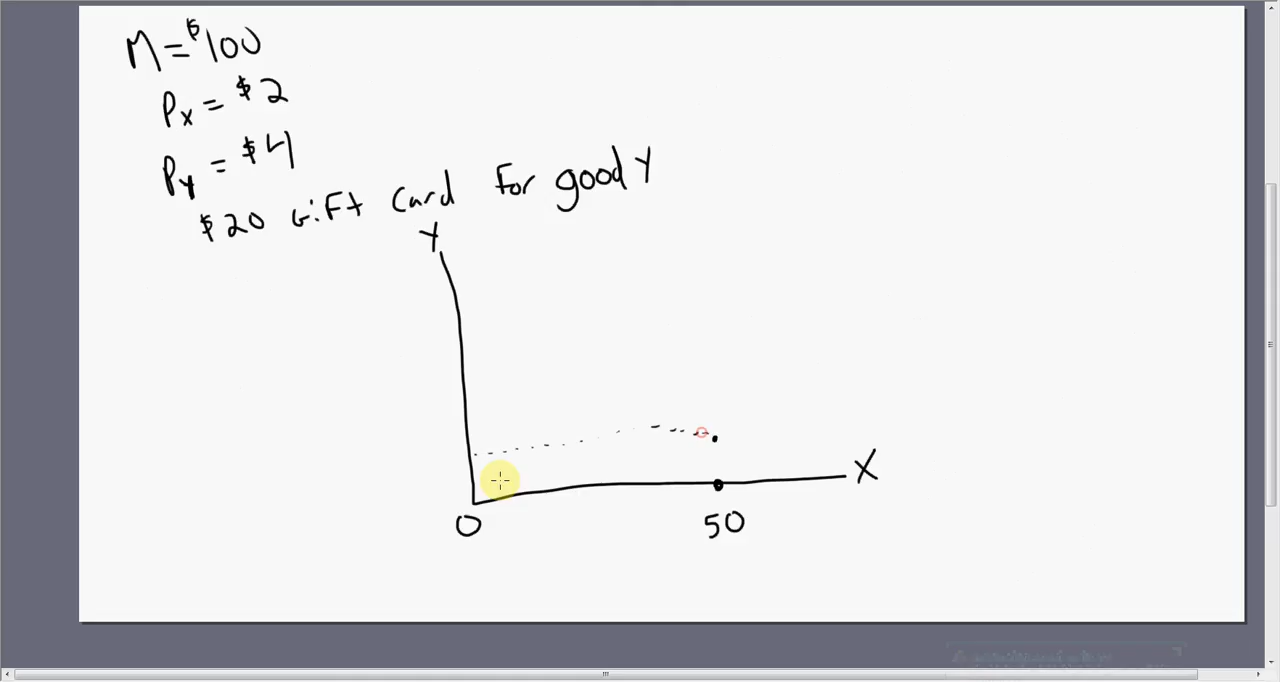 M = $100
Px = $2
Py = $4
$20 Gift Card For good Y
Y
X
0
50